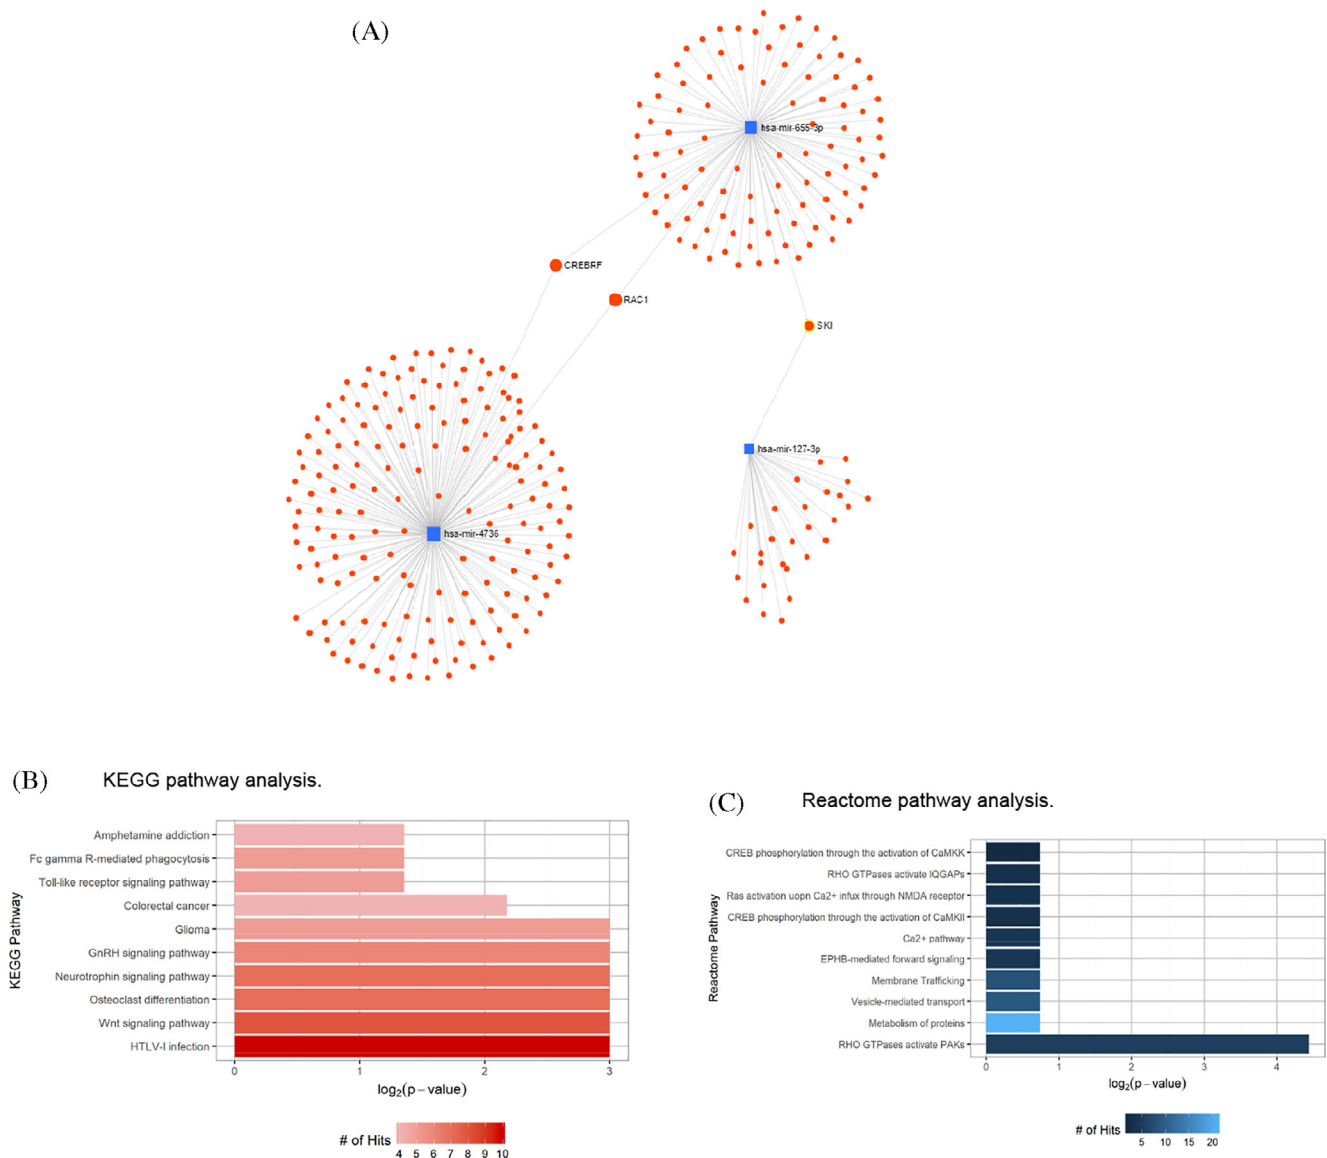 (A)
hsa-mir-655-3p
CREBRF
RAC1
SKI
hsa-mir-127-3p
hsa-mir-4736
(B)
KEGG pathway analysis.
KEGG Pathway
Amphetamine addiction
Fc gamma R-mediated phagocytosis
Toll-like receptor signaling pathway
Colorectal cancer
Glioma
GnRH signaling pathway
Neurotrophin signaling pathway
Osteoclast differentiation
Wnt signaling pathway
HTLV-I infection
0 1 2 3
log2(p−value)
# of Hits
4 5 6 7 8 9 10
(C)
Reactome pathway analysis.
Reactome Pathway
CREB phosphorylation through the activation of CaMKK
RHO GTPases activate IQGAPs
Ras activation uopn Ca2+ infux through NMDA receptor
CREB phosphorylation through the activation of CaMKII
Ca2+ pathway
EPHB-mediated forward signaling
Membrane Trafficking
Vesicle-mediated transport
Metabolism of proteins
RHO GTPases activate PAKs
0 1 2 3 4
log2(p−value)
# of Hits
5 10 15 20